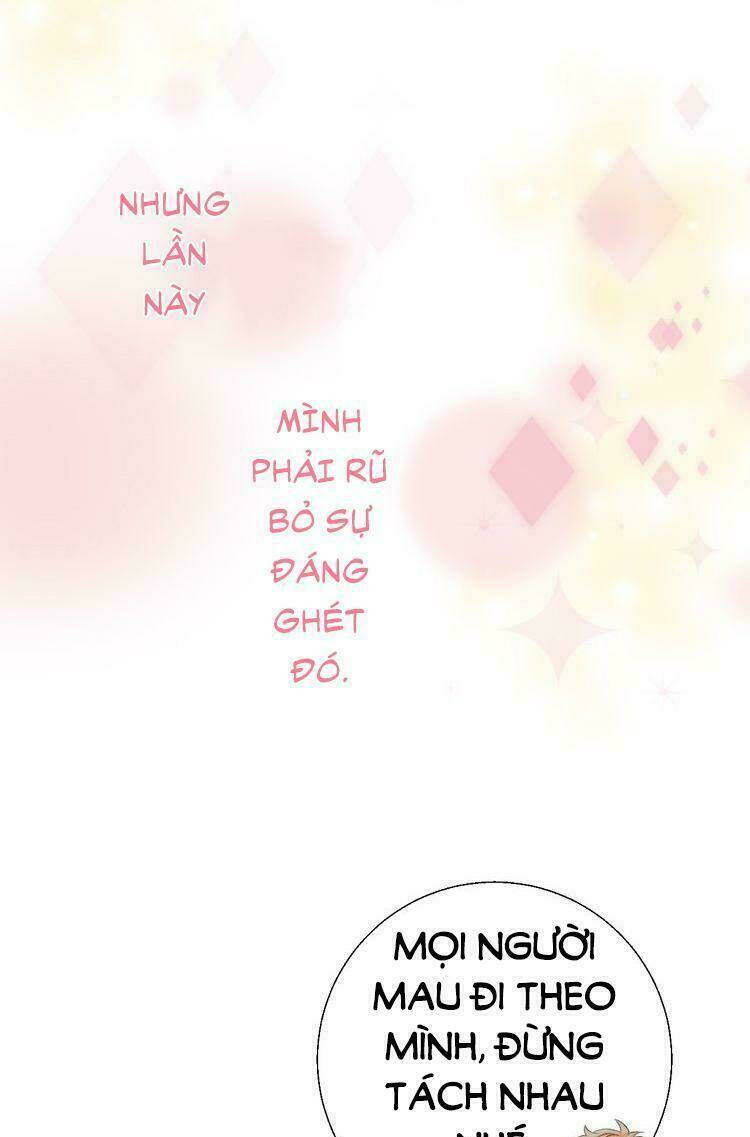 NHƯNG
LẦN
NÀY
MÌNH
PHẢI RŨ
BỎ SỰ
ĐÁNG
GHÉT
ĐÓ.
MỌI NGƯỜI
MAU ĐI THEO
MÌNH, ĐỪNG
TÁCH NHAU
NHÉ